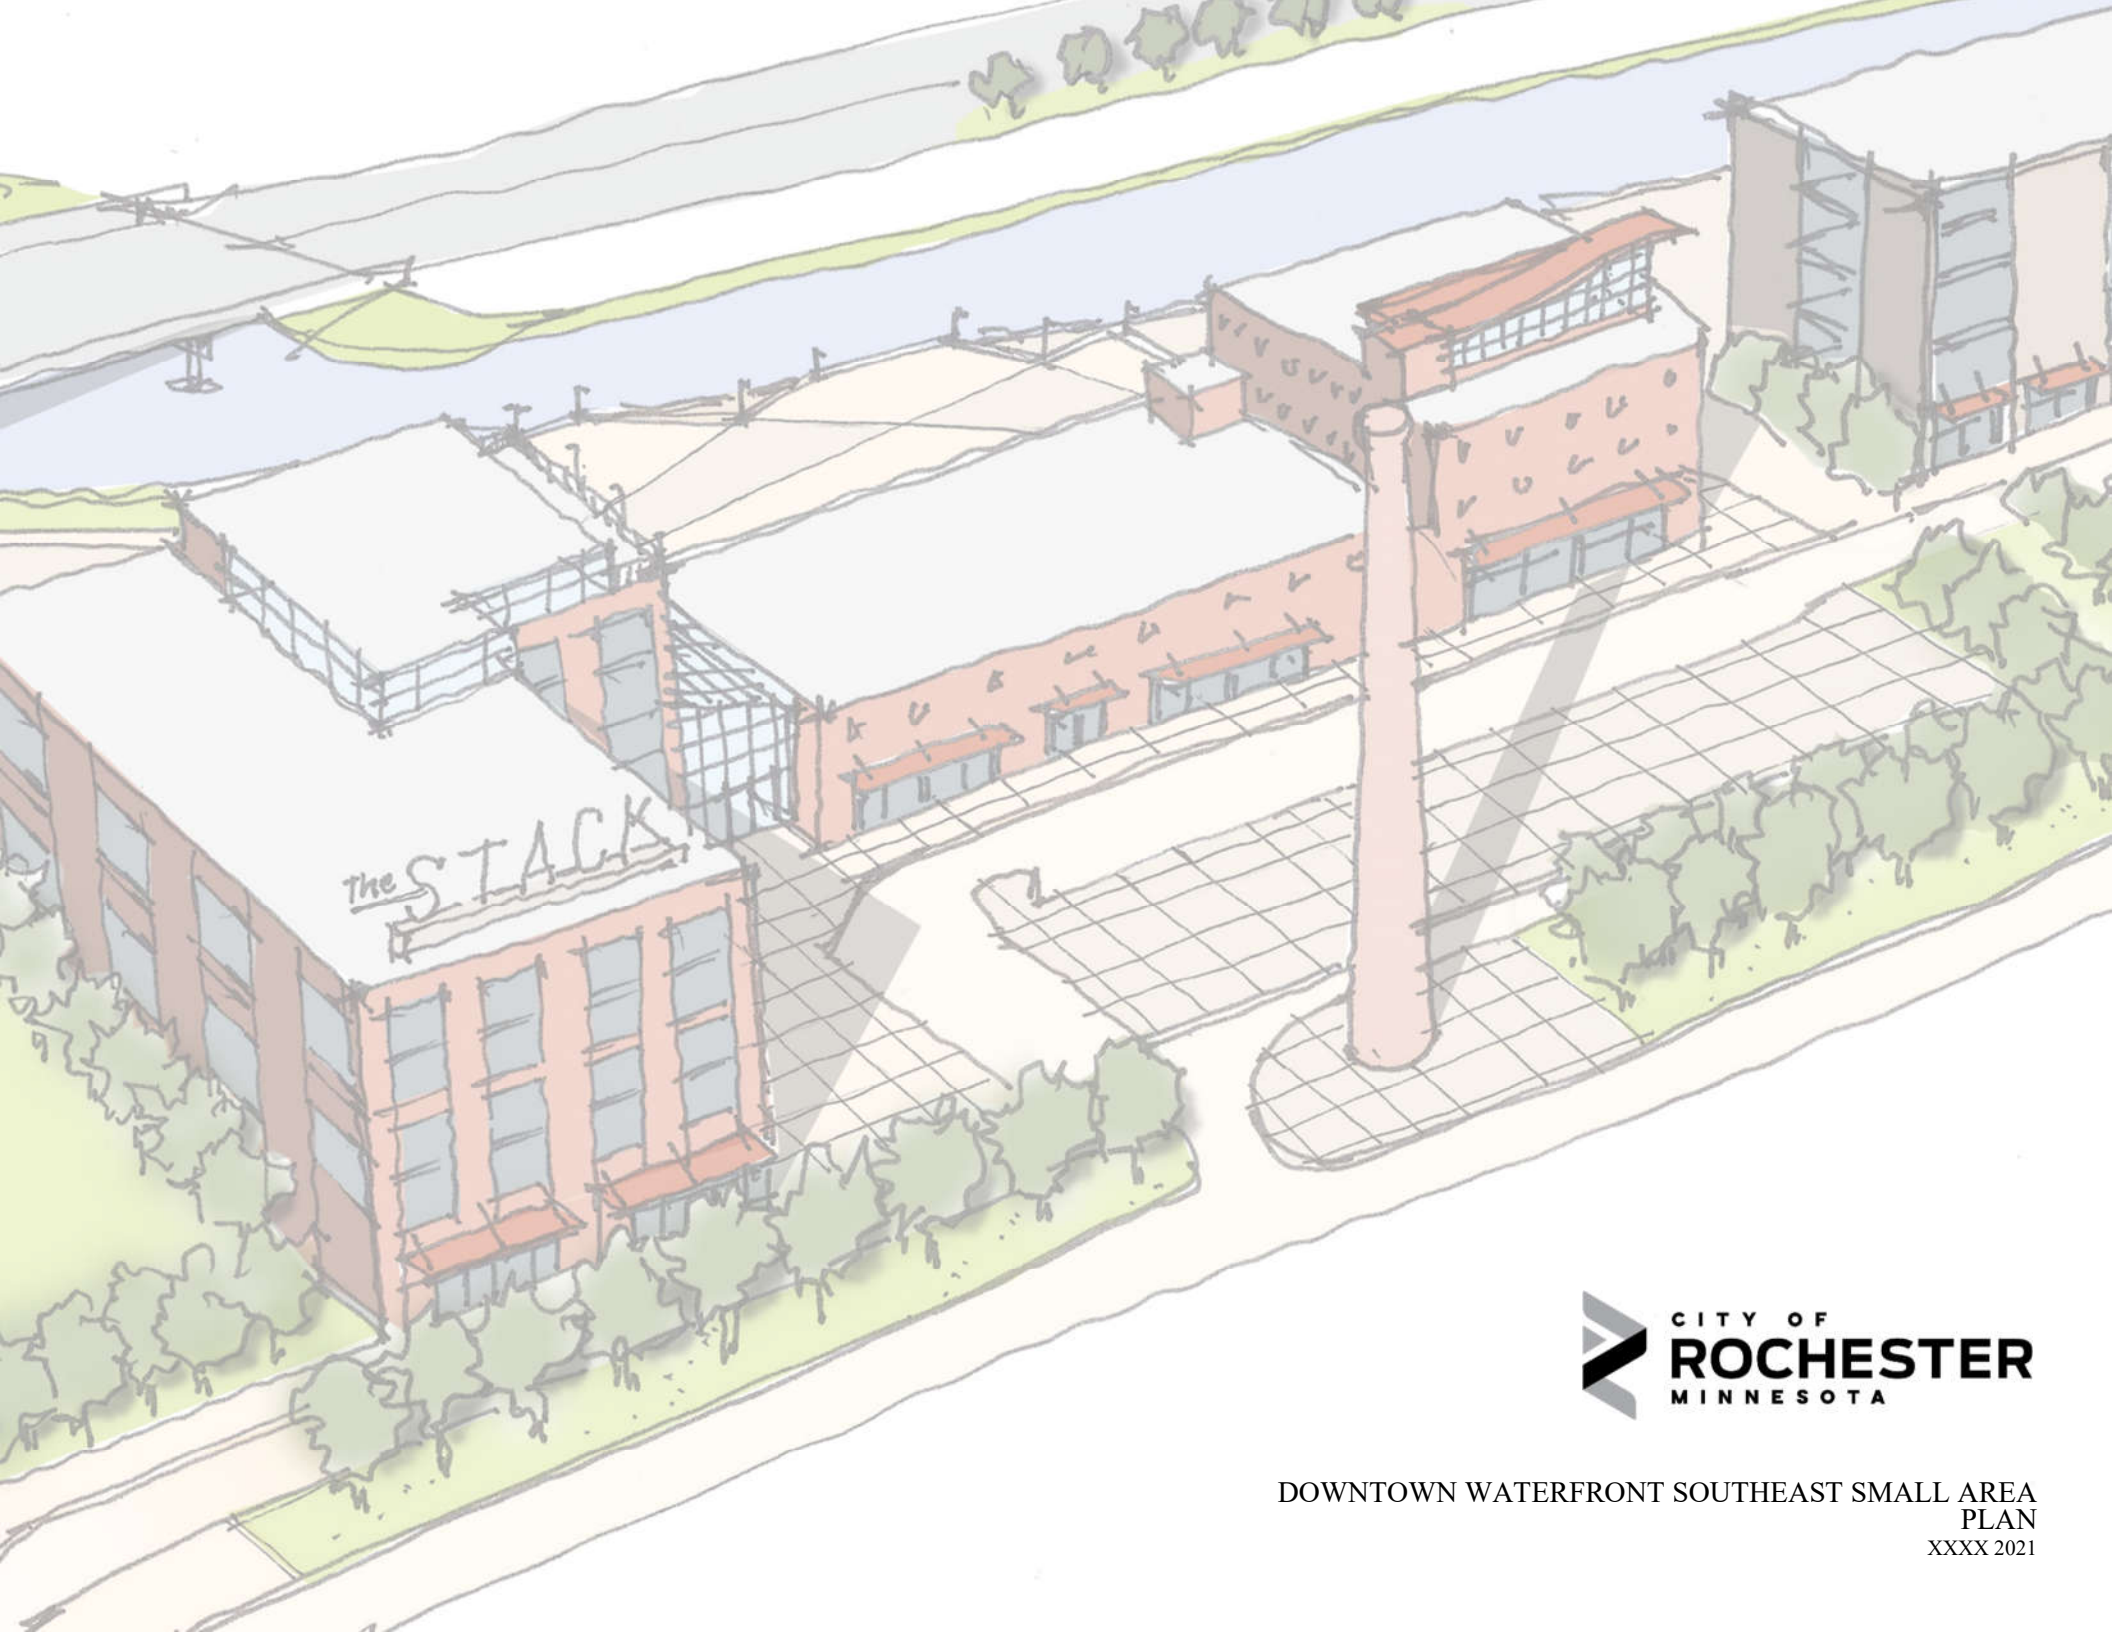 The STACK
CITY OF
ROCHESTER
MINNESOTA
DOWNTOWN WATERFRONT SOUTHEAST SMALL AREA
PLAN
XXXX 2021